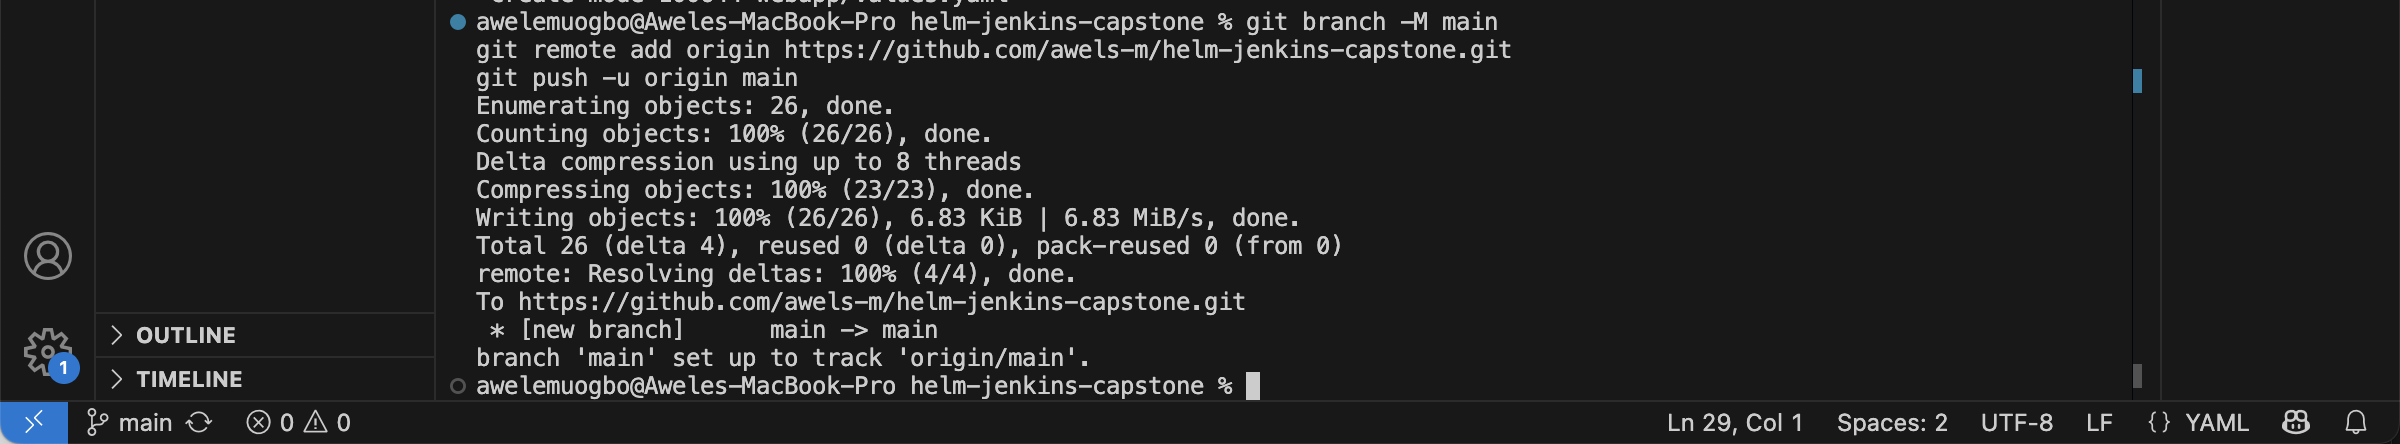 create mode 100644 webapp/values.yaml
awelemuogbo@Aweles-MacBook-Pro helm-jenkins-capstone % git branch -M main
git remote add origin https://github.com/awels-m/helm-jenkins-capstone.git
git push -u origin main
Enumerating objects: 26, done.
Counting objects: 100% (26/26), done.
Delta compression using up to 8 threads
Compressing objects: 100% (23/23), done.
Writing objects: 100% (26/26), 6.83 KiB | 6.83 MiB/s, done.
Total 26 (delta 4), reused 0 (delta 0), pack-reused 0 (from 0)
remote: Resolving deltas: 100% (4/4), done.
To https://github.com/awels-m/helm-jenkins-capstone.git
* [new branch]      main -> main
branch 'main' set up to track 'origin/main'.
awelemuogbo@Aweles-MacBook-Pro helm-jenkins-capstone %
OUTLINE
TIMELINE
1
main 0 0 Ln 29, Col 1 Spaces: 2 UTF-8 LF {} YAML